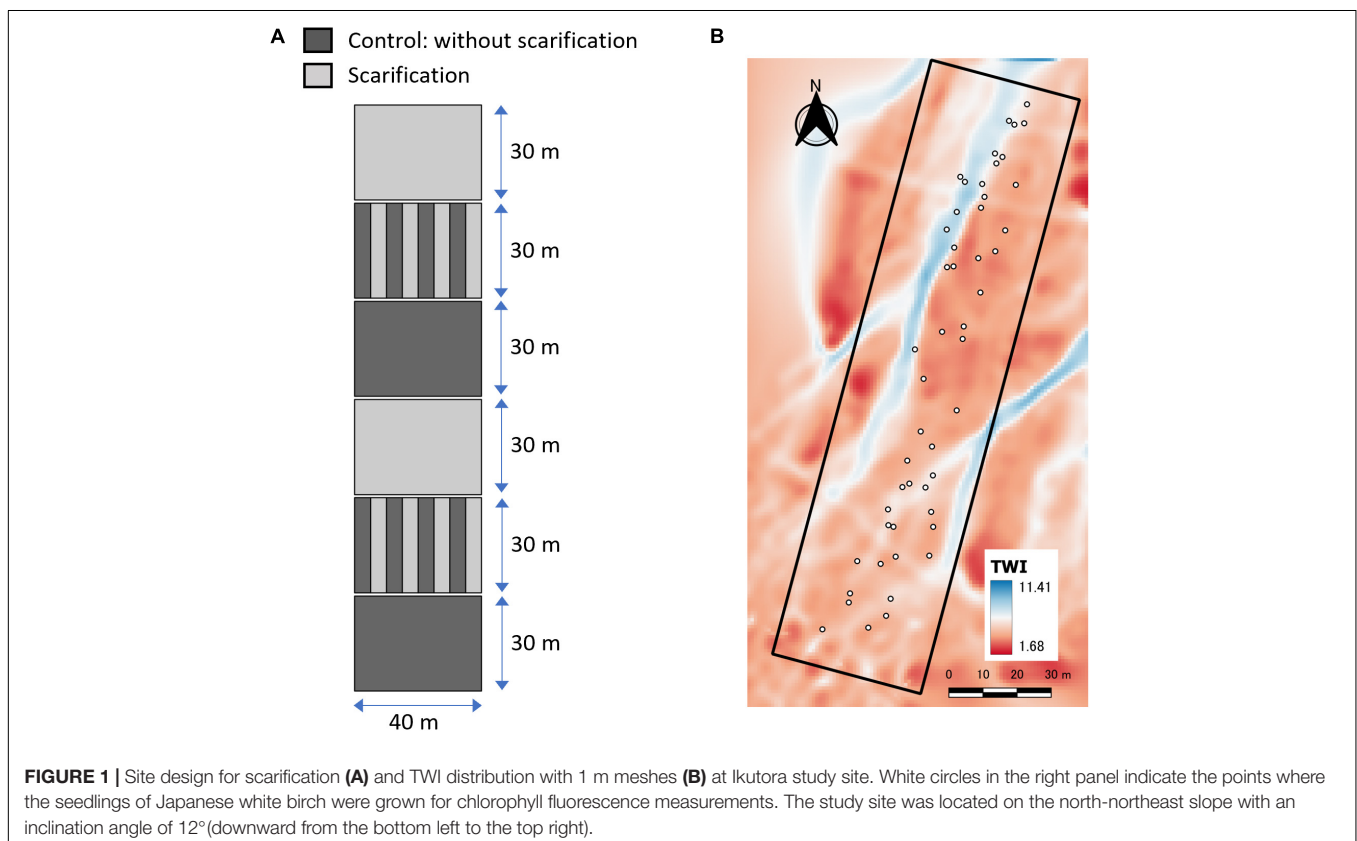 A
Control: without scarification
Scarification
30 m
30 m
30 m
30 m
30 m
30 m
40 m
B
N
TWI
11.41
1.68
0 10 20 30 m
FIGURE 1 | Site design for scarification (A) and TWI distribution with 1 m meshes (B) at Ikutora study site. White circles in the right panel indicate the points where
the seedlings of Japanese white birch were grown for chlorophyll fluorescence measurements. The study site was located on the north-northeast slope with an
inclination angle of 12°(downward from the bottom left to the top right).